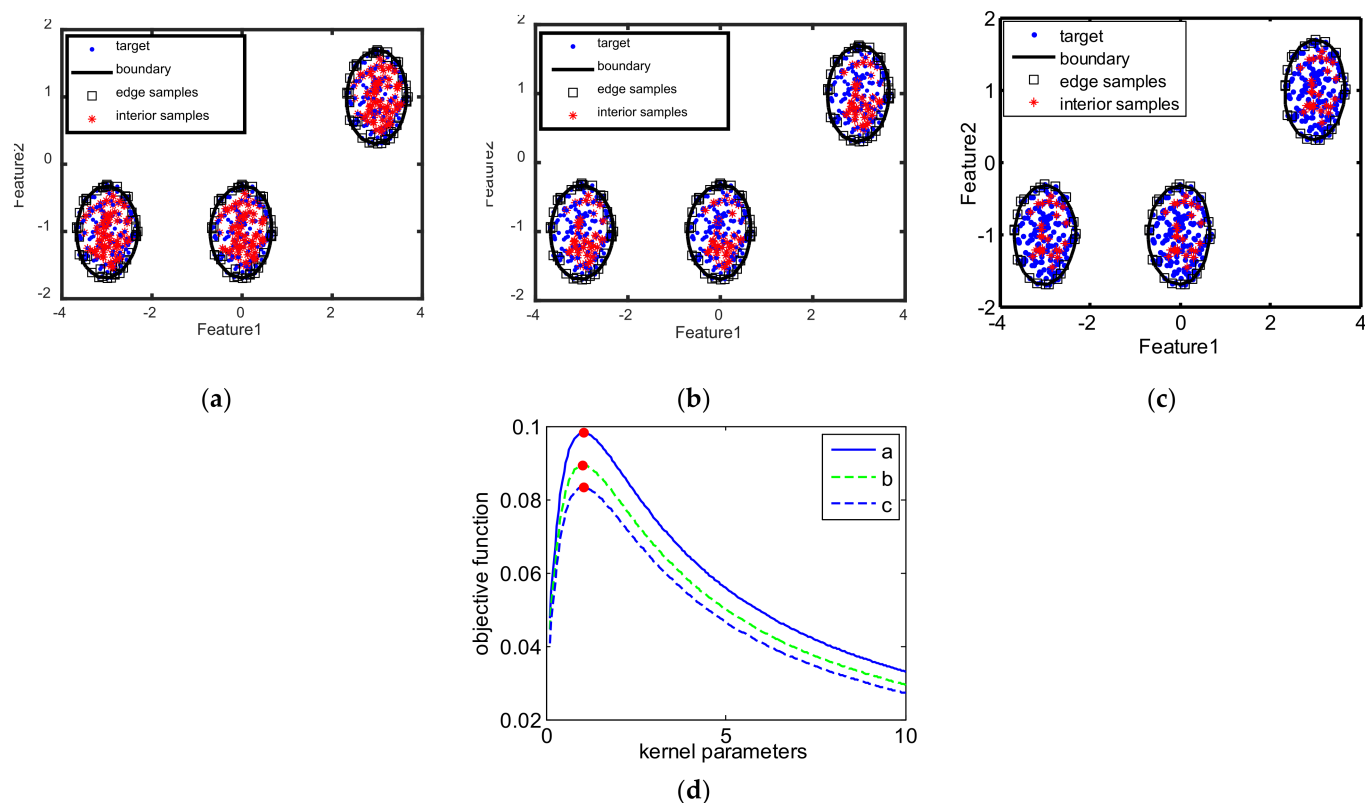 2
1
0
-1
-2
-4
-2
0
2
4
Feature1
Feature2
target
boundary
edge samples
interior samples
(a)
2
1
0
-1
-2
-4
-2
0
2
4
Feature1
Feature2
target
boundary
edge samples
interior samples
(b)
2
1
0
-1
-2
-4
-2
0
2
4
Feature1
Feature2
target
boundary
edge samples
interior samples
(c)
0.1
0.08
0.06
0.04
0.02
0
5
10
kernel parameters
objective function
a
b
c
(d)